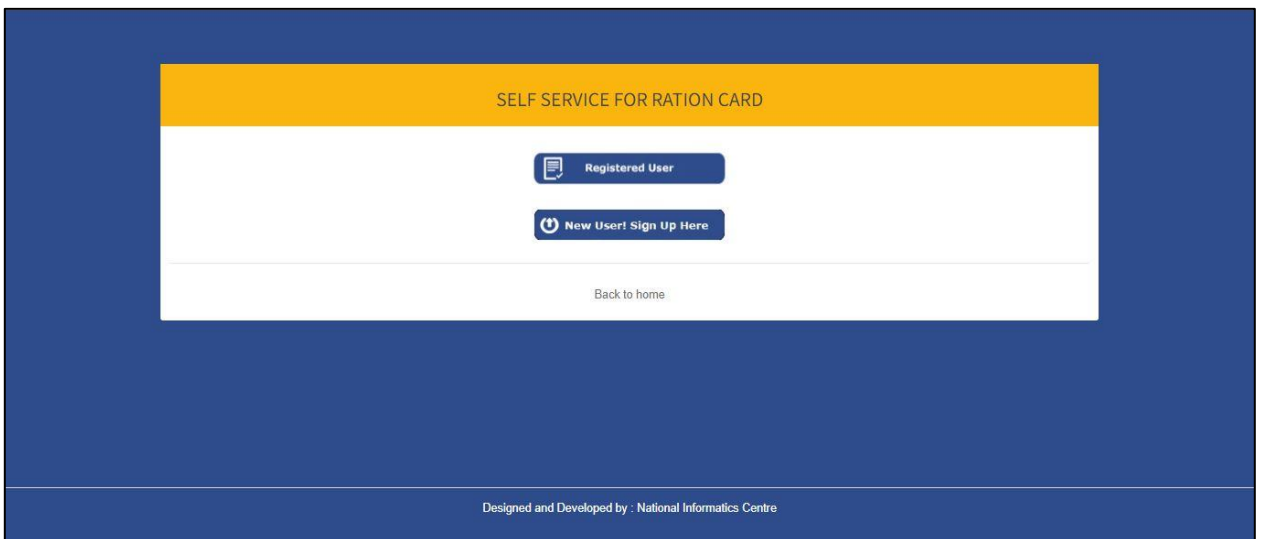 SELF SERVICE FOR RATION CARD
Registered User
New User! Sign Up Here
Back to home
Designed and Developed by : National Informatics Centre